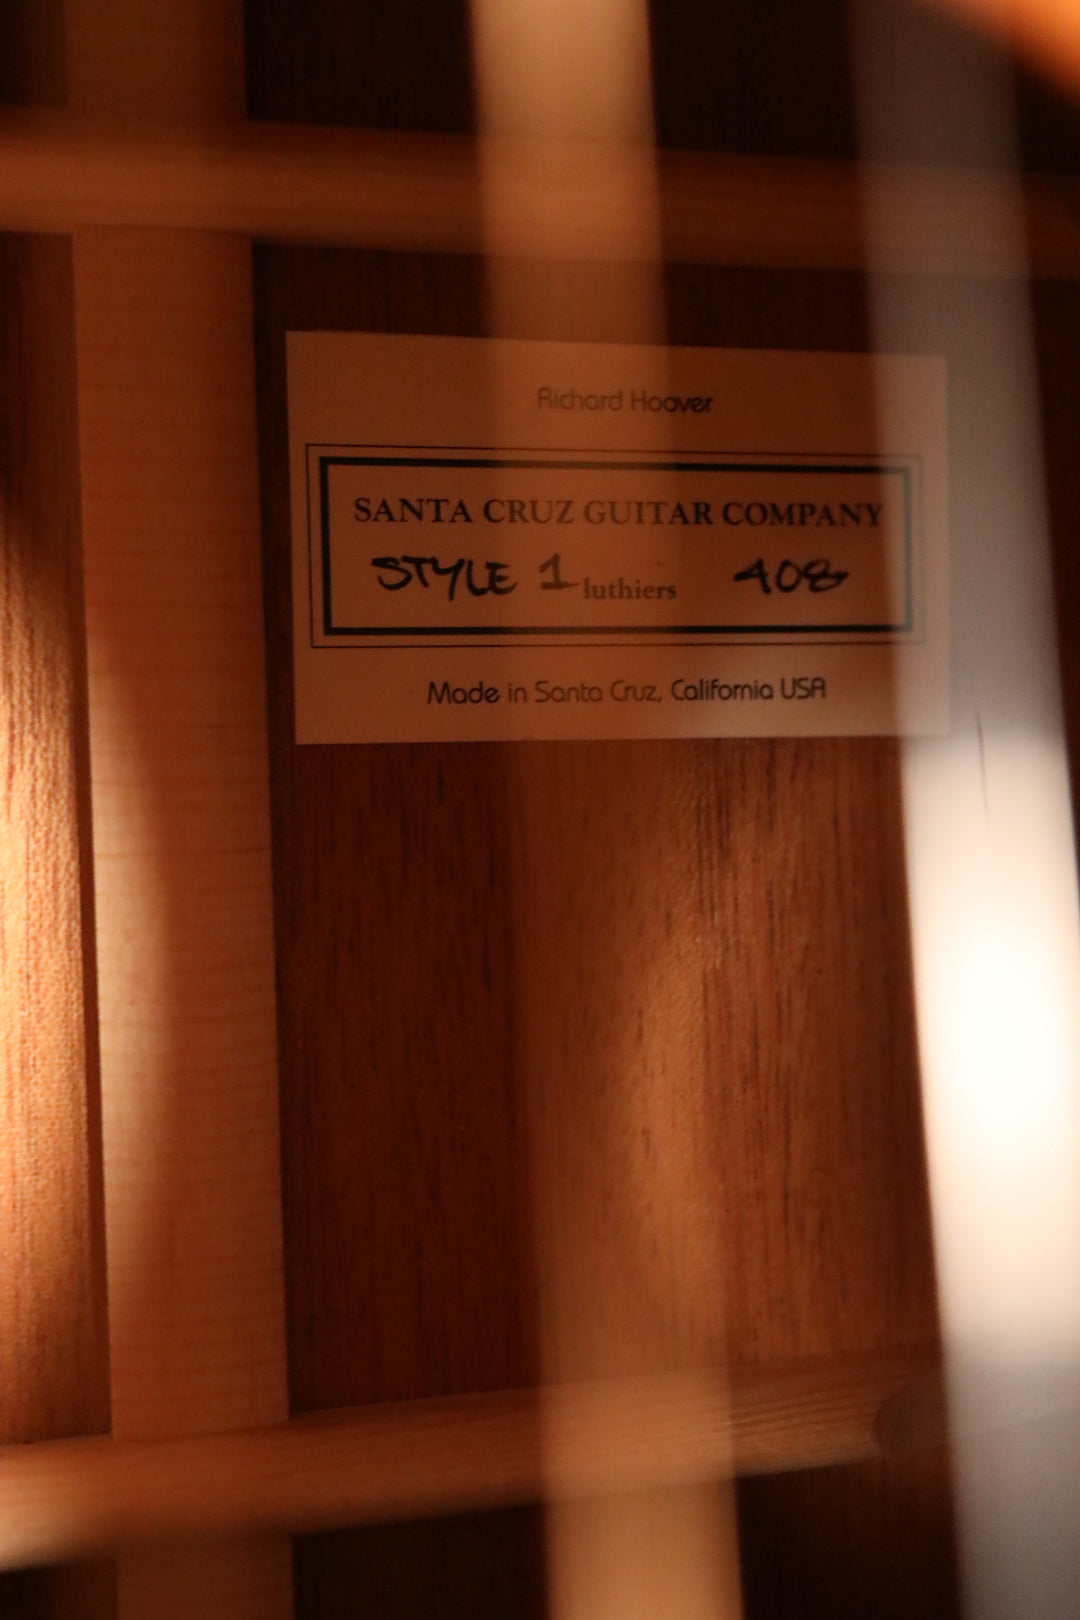 Richard Hoover
SANTA CRUZ GUITAR COMPANY
STYLE 1 luthiers 408
Made in Santa Cruz, California USA